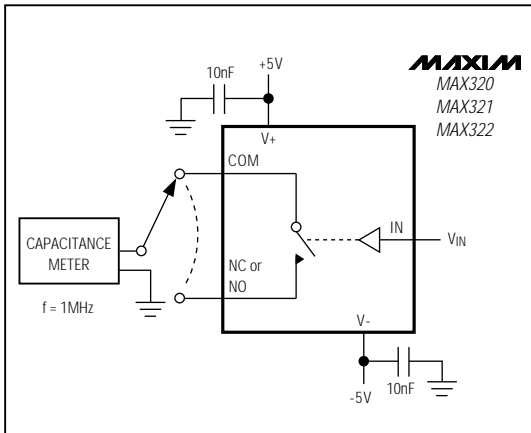 +5V
10nF
MAXIM
MAX320
MAX321
MAX322
V+
COM
IN
VIN
CAPACITANCE
METER
NC or
NO
f = 1MHz
V-
-5V
10nF